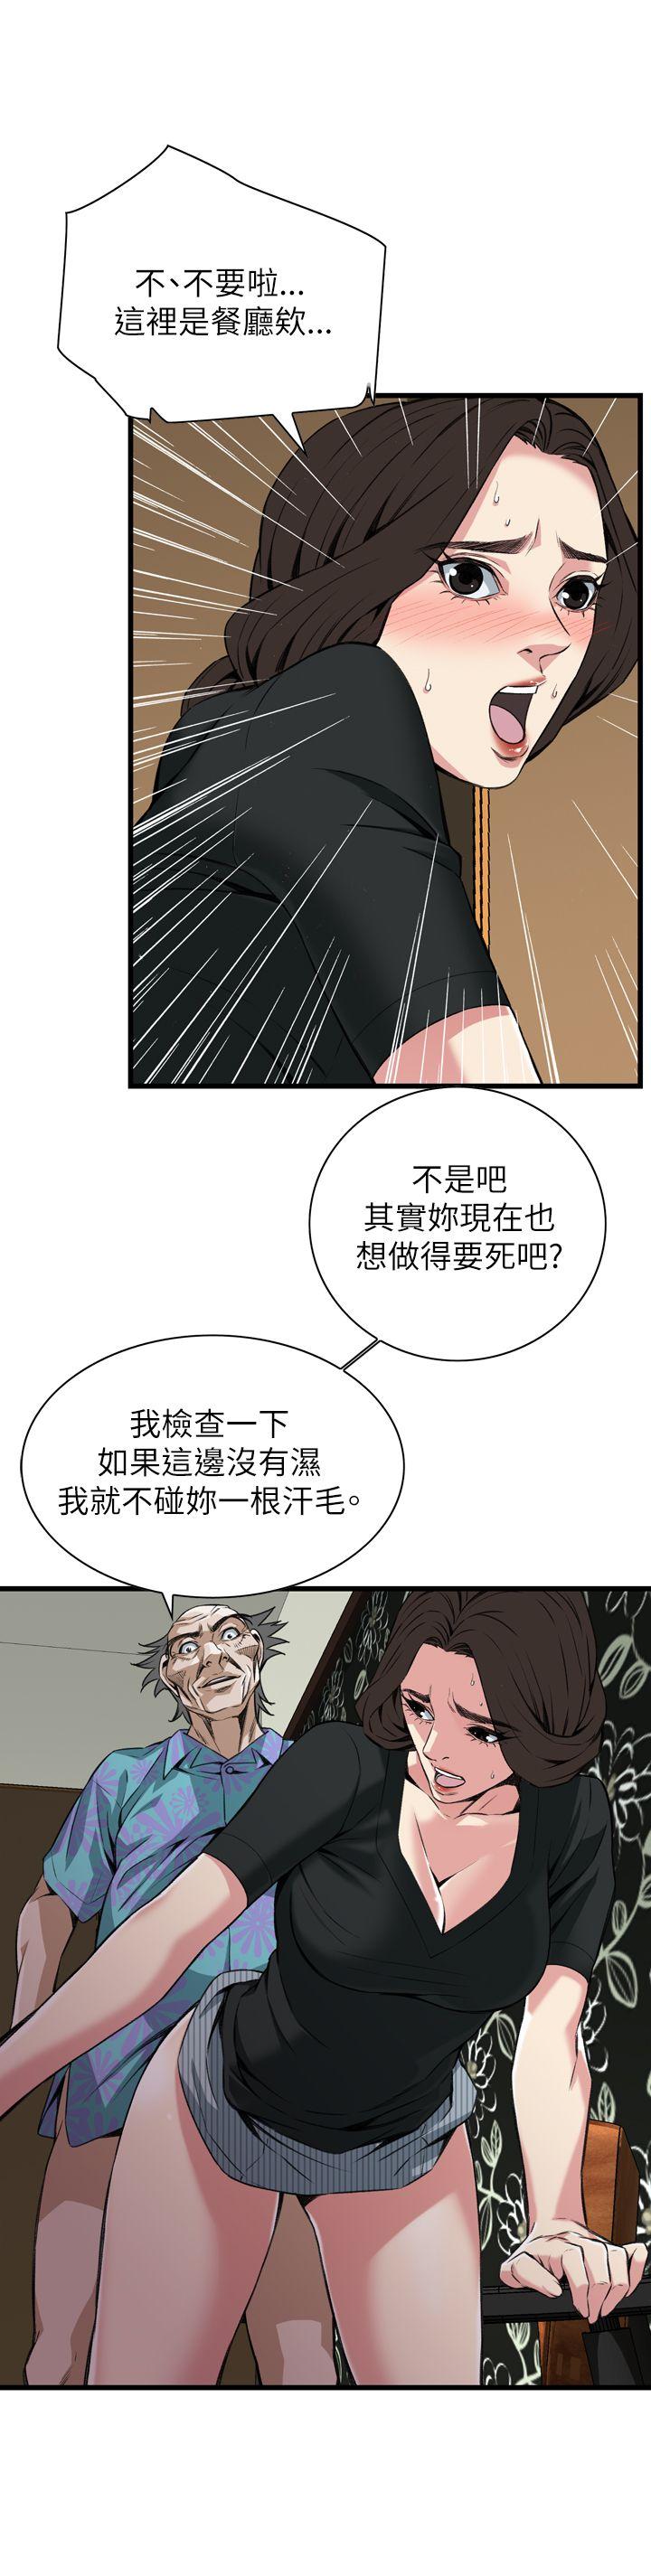 不、不要啦...
這裡是餐廳欸...
不是吧
其實妳現在也
想做得要死吧?
我檢查一下
如果這邊沒有濕
我就不碰妳一根汗毛。